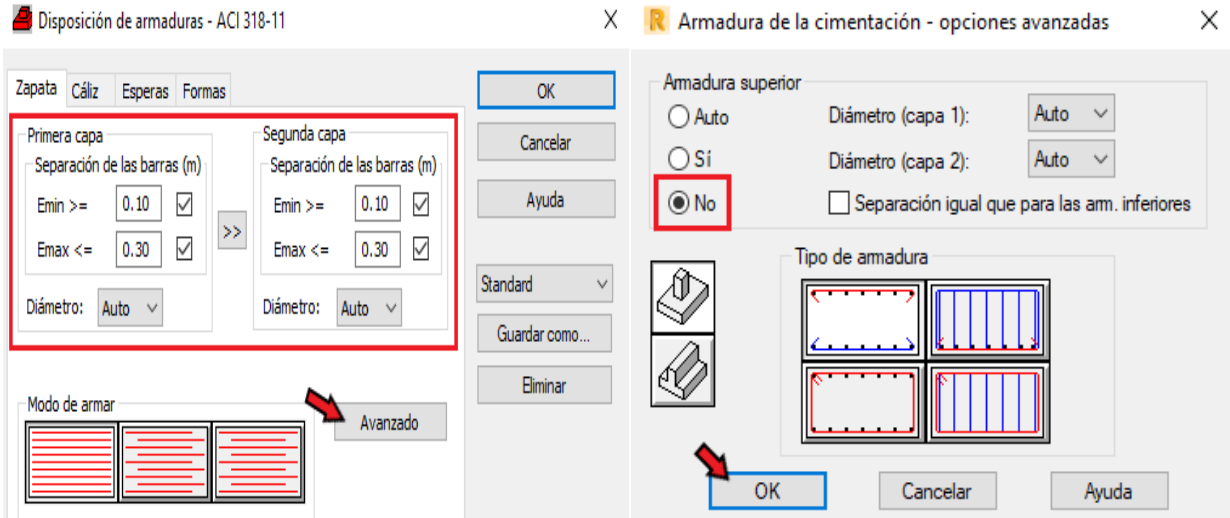 Disposición de armaduras - ACI 318-11
X
Zapata Cáliz Esperas Formas
Primera capa
Separación de las barras (m)
Emin >= 0.10
Emax <= 0.30
Diámetro: Auto
>>
Segunda capa
Separación de las barras (m)
Emin >= 0.10
Emax <= 0.30
Diámetro: Auto
Modo de armar
Avanzado
OK
Cancelar
Ayuda
Standard
Guardar como...
Eliminar
R Armadura de la cimentación - opciones avanzadas
X
Armadura superior
Auto Diámetro (capa 1): Auto
Sí Diámetro (capa 2): Auto
No Separación igual que para las arm. inferiores
Tipo de armadura
OK Cancelar Ayuda